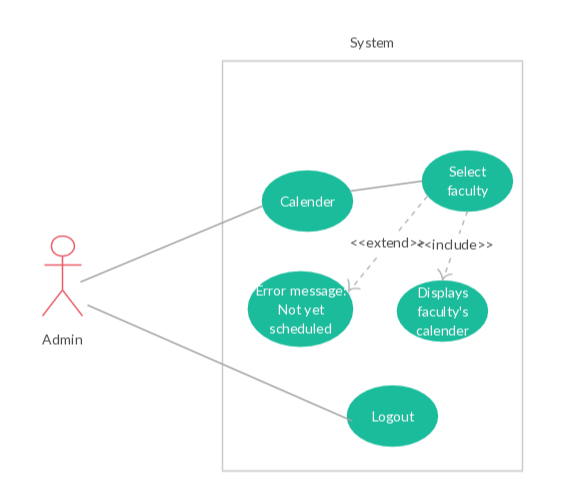 System
Select
faculty
Calender
<<extend>>
<<include>>
Error message:
Not yet
scheduled
Displays
faculty's
calender
Admin
Logout